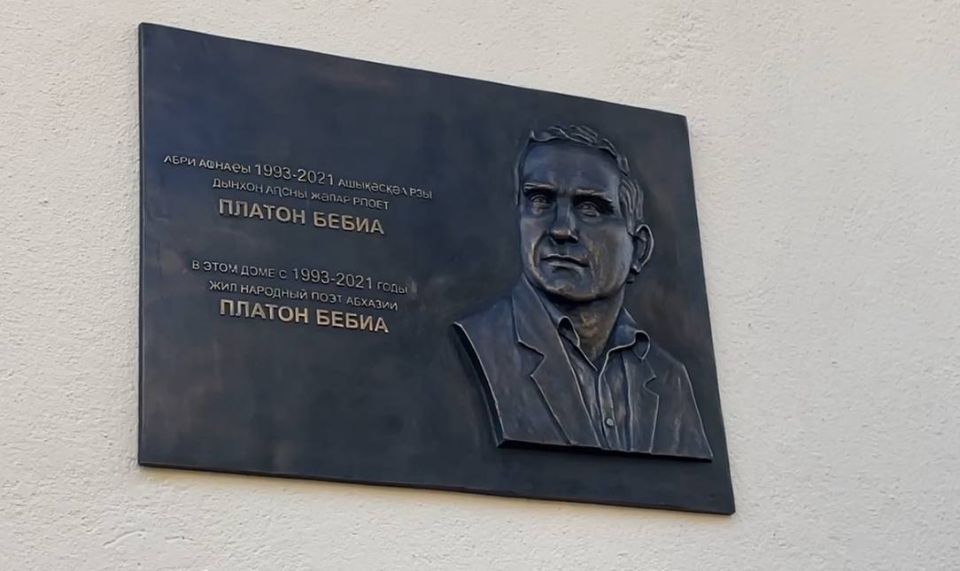 АБРИ АҨНАҾЫ 1993-2021 АШЫҚӘСҚӘА РЗЫ
ДЫНХОН АԤСНЫ ЖӘЛАР РПОЕТ
ПЛАТОН БЕБИА
В ЭТОМ ДОМЕ С 1993-2021 ГОДЫ
ЖИЛ НАРОДНЫЙ ПОЭТ АБХАЗИИ
ПЛАТОН БЕБИА